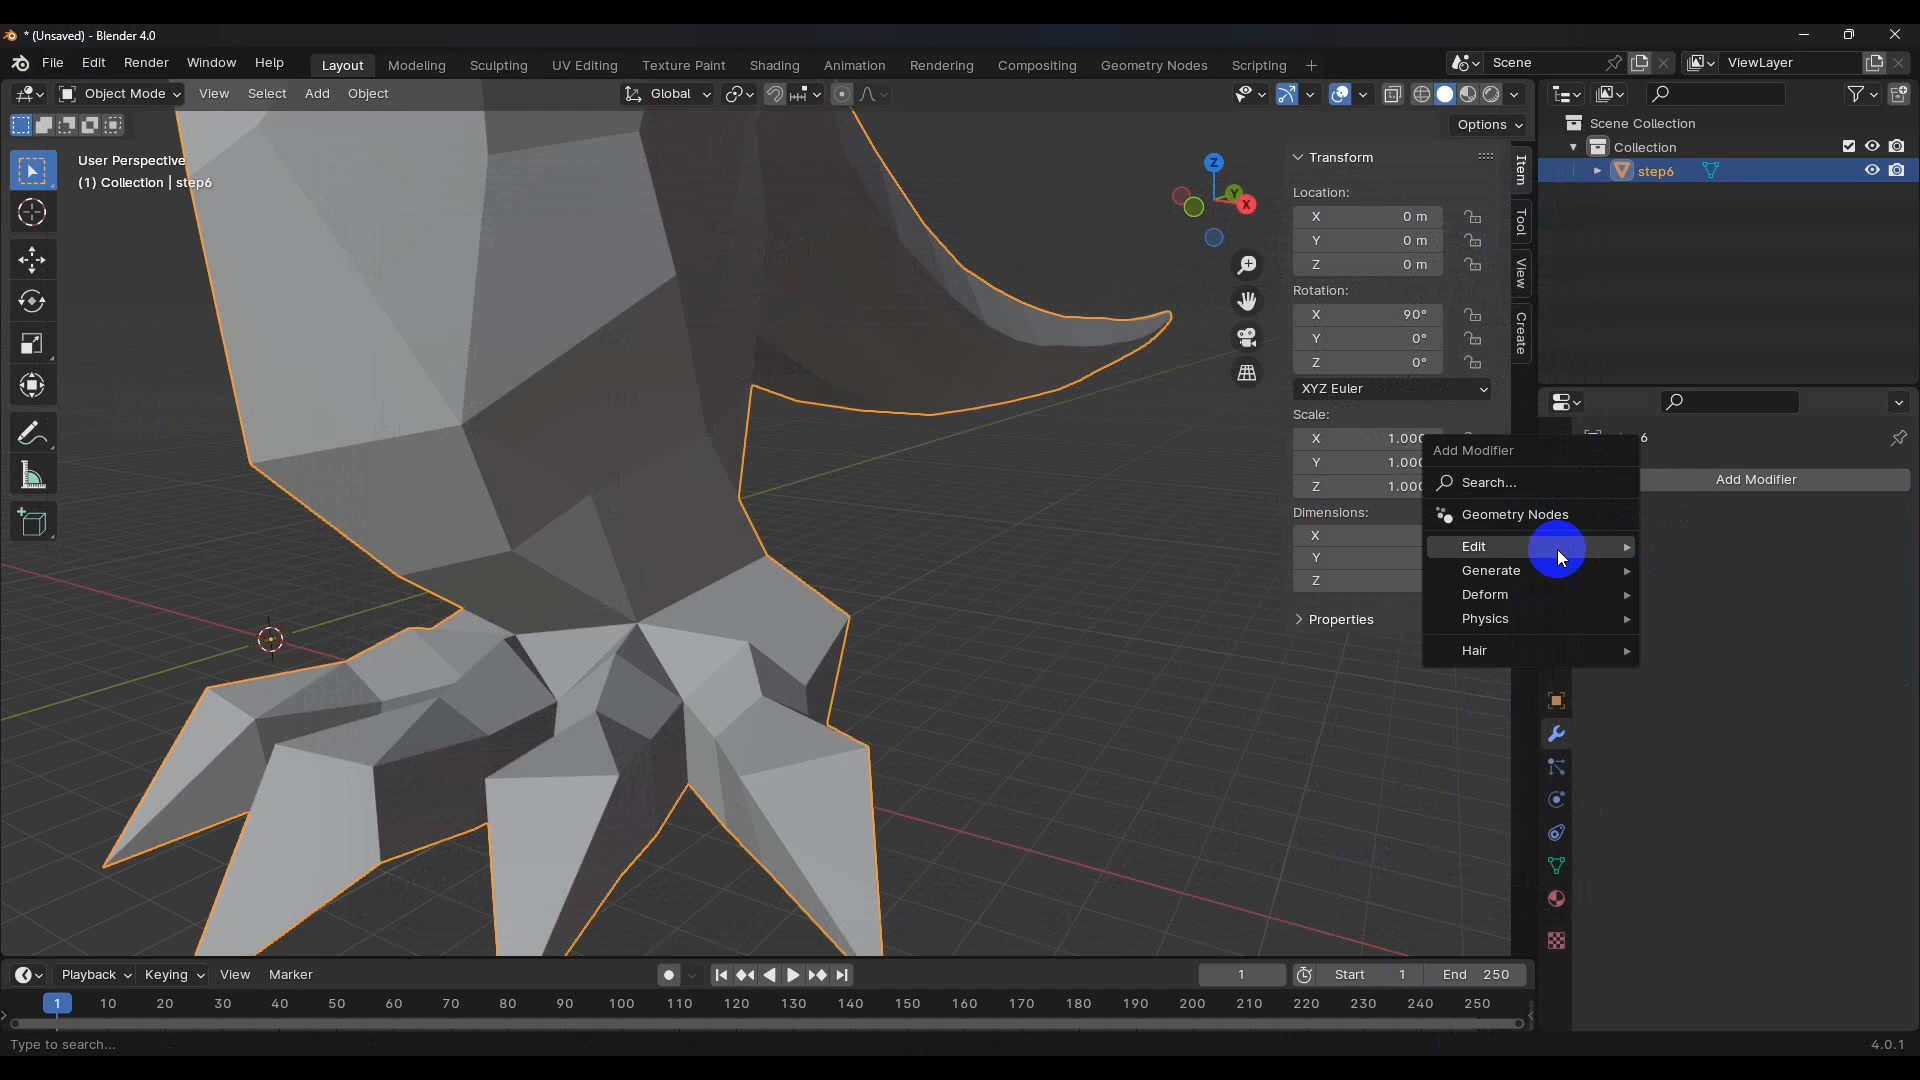 * (Unsaved) - Blender 4.0
File Edit Render Window Help Layout Modeling Sculpting UV Editing Texture Paint Shading Animation Rendering Compositing Geometry Nodes Scripting + Scene ViewLayer
Object Mode View Select Add Object Global
Options
User Perspective
(1) Collection | step6
Z
Y
X
Transform
Location:
X 0 m
Y 0 m
Z 0 m
Rotation:
X 90°
Y 0°
Z 0°
XYZ Euler
Scale:
X 1.000
Y 1.000
Z 1.000
Dimensions:
X
Y
Z
Properties
Item
Tool
View
Create
Scene Collection
Collection
step6
6
Add Modifier
Add Modifier
Search...
Geometry Nodes
Edit
Generate
Deform
Physics
Hair
Playback Keying View Marker 1 Start 1 End 250
1 10 20 30 40 50 60 70 80 90 100 110 120 130 140 150 160 170 180 190 200 210 220 230 240 250
Type to search... 4.0.1